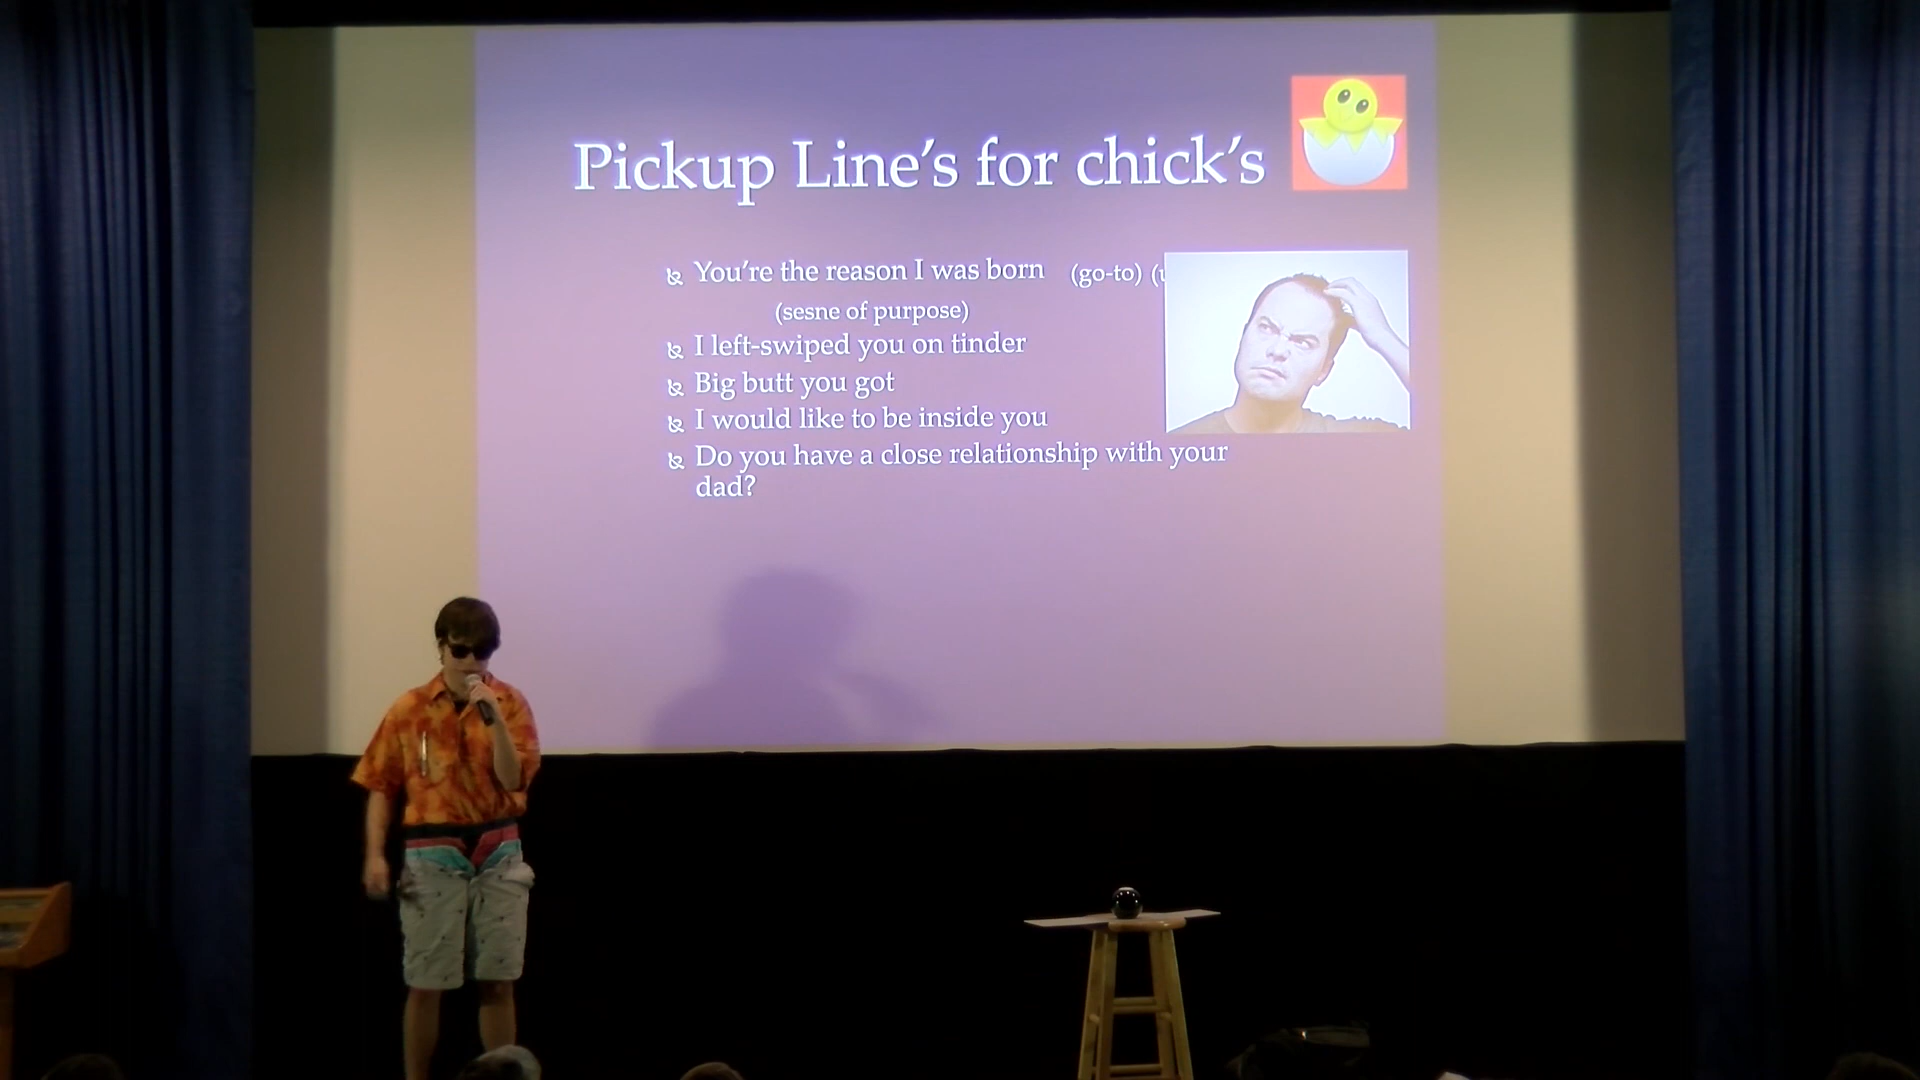 Pickup Line's for chick's
You're the reason I was born (go-to)
(sesne of purpose)
I left-swiped you on tinder
Big butt you got
I would like to be inside you
Do you have a close relationship with your
dad?